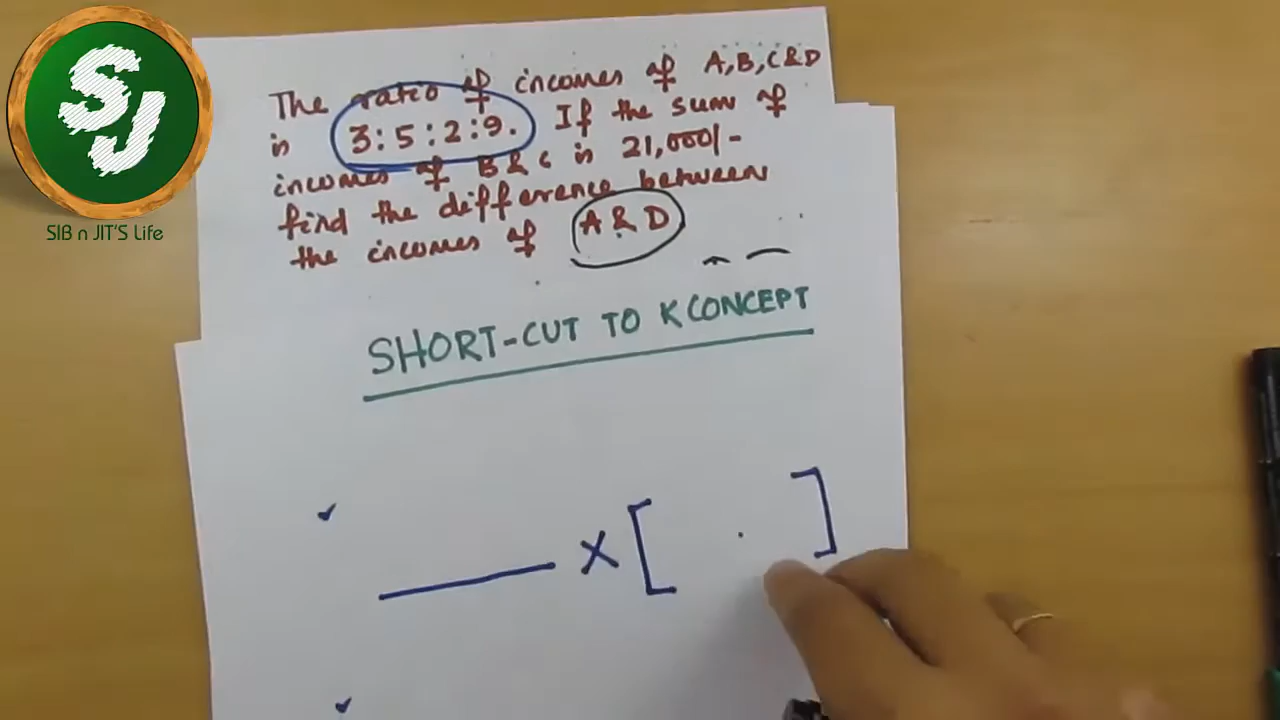 SJ
SIB n JIT'S Life
The ratio of incomes of A, B, C & D
is 3:5:2:9. If the sum of
incomes of B & C is 21,000/-
find the difference between
the incomes of A & D
SHORT-CUT TO K CONCEPT
× [ ]